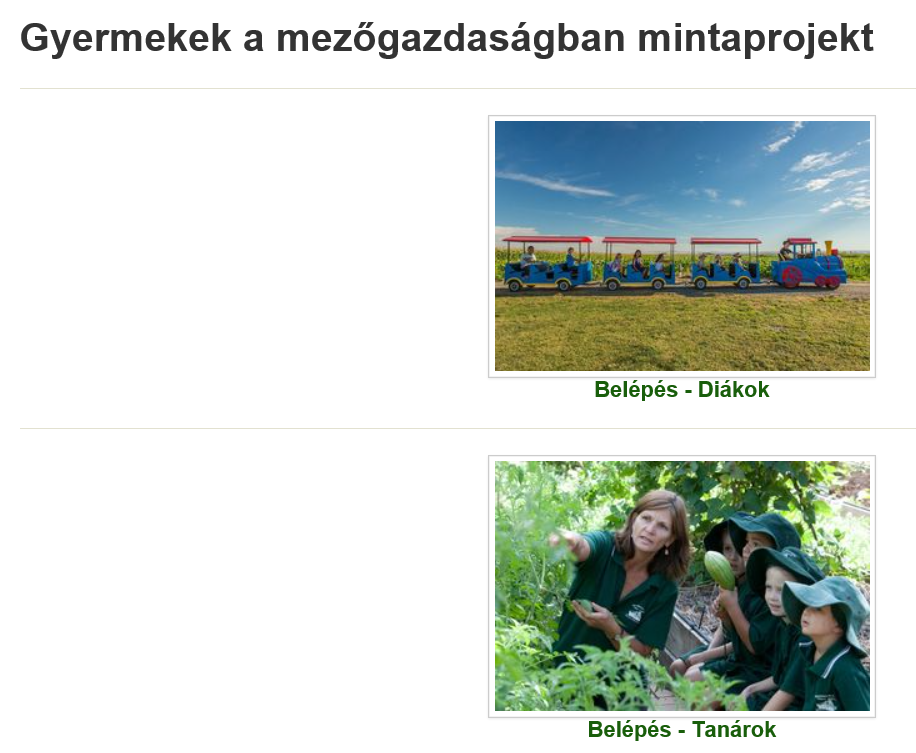 Gyermekek a mezőgazdaságban mintaprojekt
Belépés - Diákok
Belépés - Tanárok